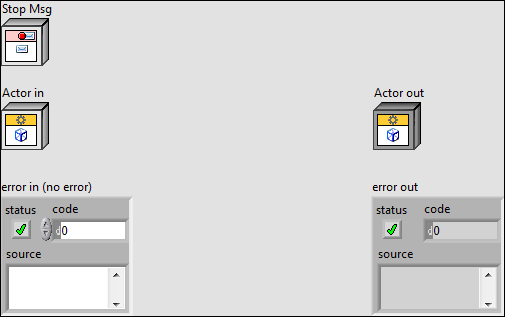 Stop Msg
Actor in
Actor out
error in (no error)
error out
status code
status code
d 0
d 0
source
source